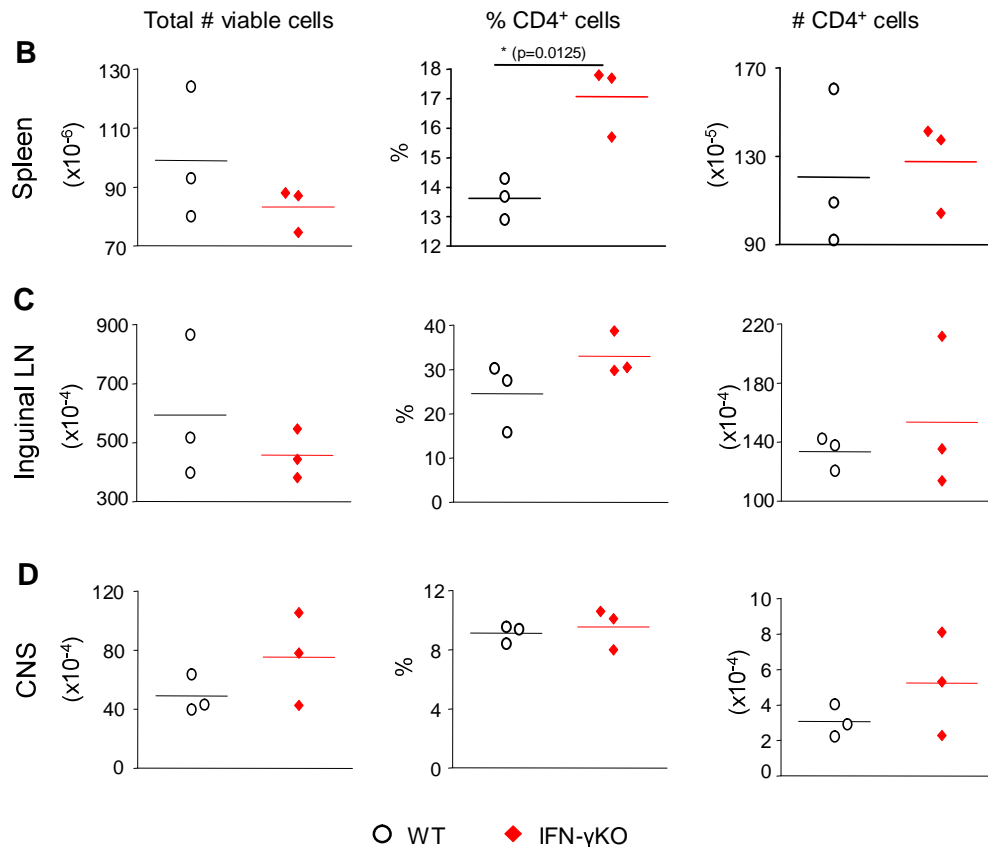 Total # viable cells
% CD4⁺ cells
# CD4⁺ cells
B
Spleen
(x10⁻⁶)
130
110
90
70
%
* (p=0.0125)
18
17
16
15
14
13
12
(x10⁻⁵)
170
130
90
C
Inguinal LN
(x10⁻⁴)
900
700
500
300
%
40
30
20
10
0
(x10⁻⁴)
220
180
140
100
D
CNS
(x10⁻⁴)
120
80
40
0
%
12
8
4
0
(x10⁻⁴)
10
8
6
4
2
0
WT
IFN-γKO